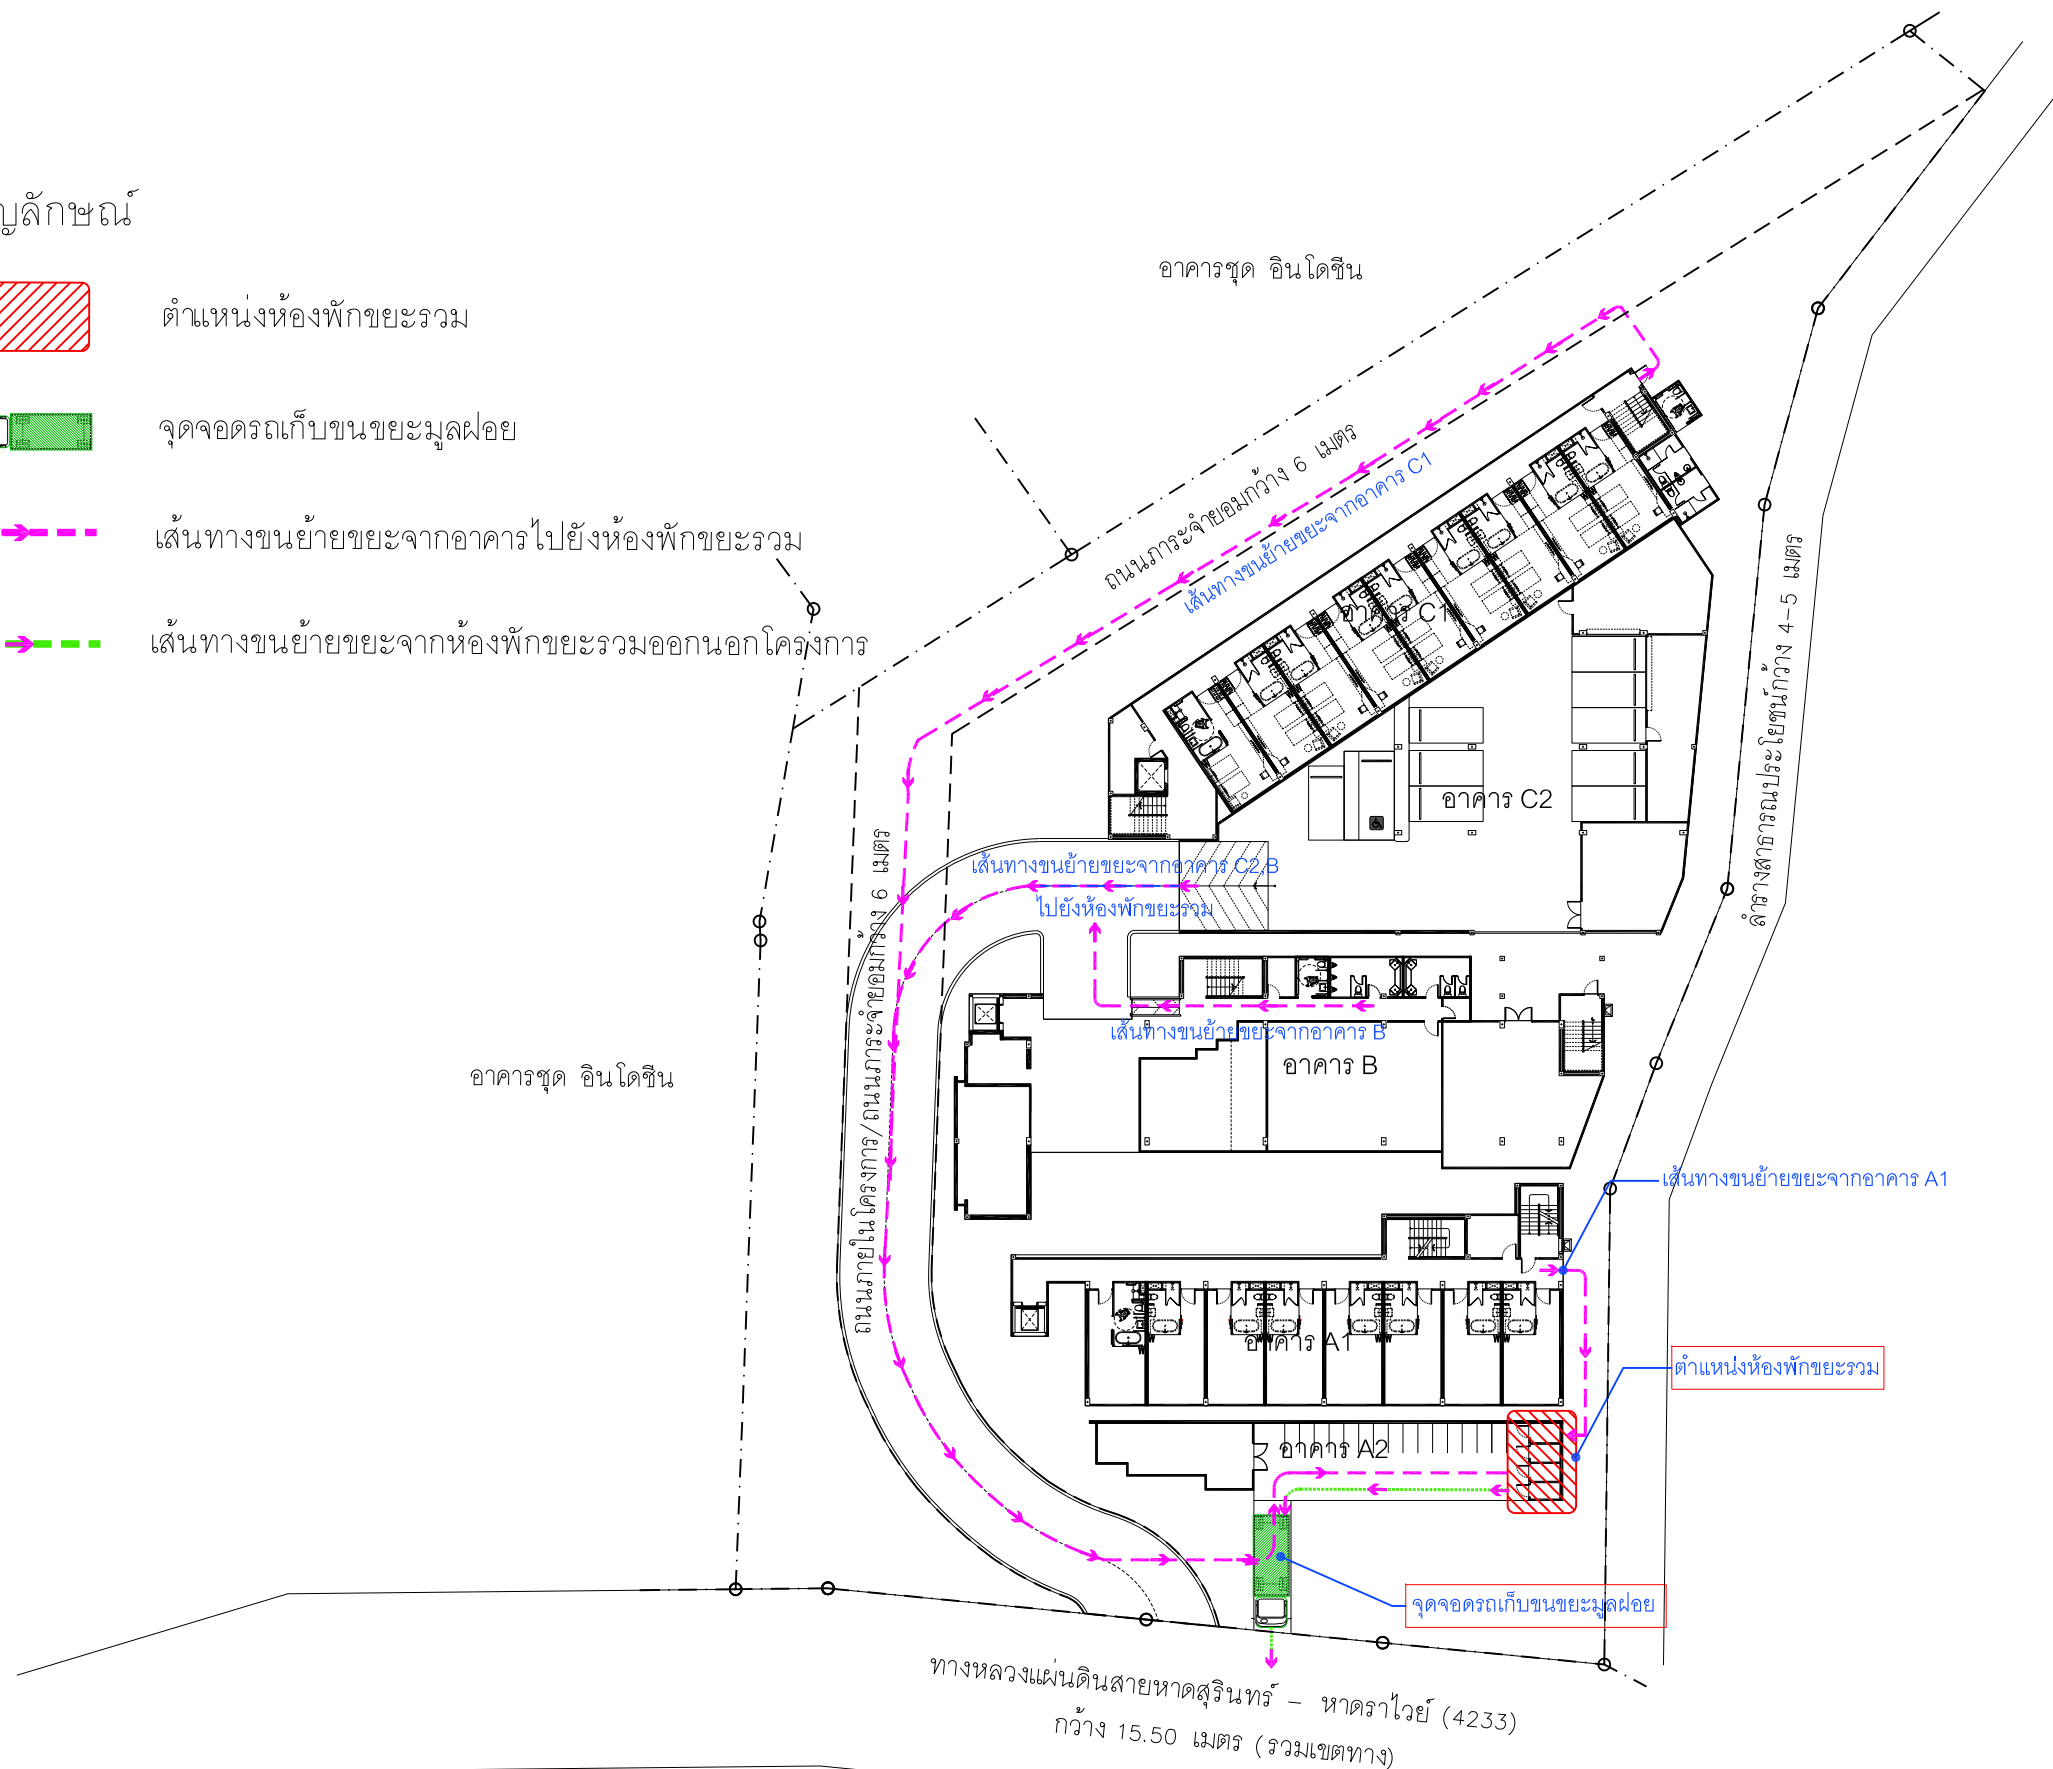 ญลักษณ์
ตำแหน่งห้องพักขยะรวม
จุดจอดรถเก็บขนขยะมูลฝอย
เส้นทางขนย้ายขยะจากอาคารไปยังห้องพักขยะรวม
เส้นทางขนย้ายขยะจากห้องพักขยะรวมออกนอกโครงการ
อาคารชุด อินโดชีน
ถนนภาระจำยอมกว้าง 6 เมตร
เส้นทางขนย้ายขยะจากอาคาร C1
อาคาร C1
อาคาร C2
ลำรางสาธารณประโยชน์กว้าง 4-5 เมตร
เส้นทางขนย้ายขยะจากอาคาร C2,B
ไปยังห้องพักขยะรวม
ถนนภายในโครงการ/ถนนภาระจำยอมกว้าง 6 เมตร
เส้นทางขนย้ายขยะจากอาคาร B
อาคาร B
อาคารชุด อินโดชีน
เส้นทางขนย้ายขยะจากอาคาร A1
อาคาร A1
ตำแหน่งห้องพักขยะรวม
อาคาร A2
จุดจอดรถเก็บขนขยะมูลฝอย
ทางหลวงแผ่นดินสายหาดสุรินทร์ - หาดราไวย์ (4233)
กว้าง 15.50 เมตร (รวมเขตทาง)